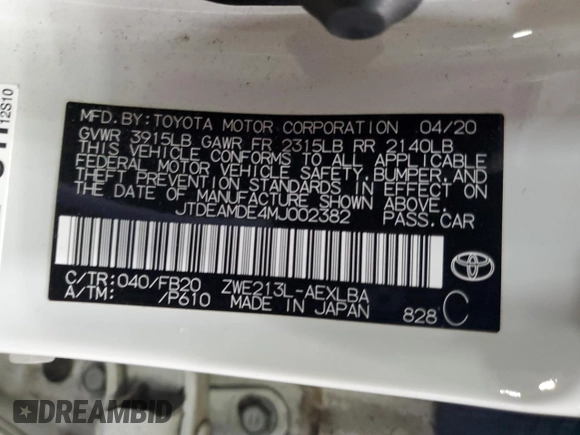 MFD. BY: TOYOTA MOTOR CORPORATION 04/20
GVWR 3915LB GAWR FR 2315LB RR 2140LB
THIS VEHICLE CONFORMS TO ALL APPLICABLE
FEDERAL MOTOR VEHICLE SAFETY, BUMPER, AND
THEFT PREVENTION STANDARDS IN EFFECT ON
THE DATE OF MANUFACTURE SHOWN ABOVE.
JTDEAMDE4MJ002382 PASS. CAR
C/TR: 040/FB20 ZWE213L-AEXLBA
A/TM: /P610 MADE IN JAPAN 828 C
12S10
DREAMBID